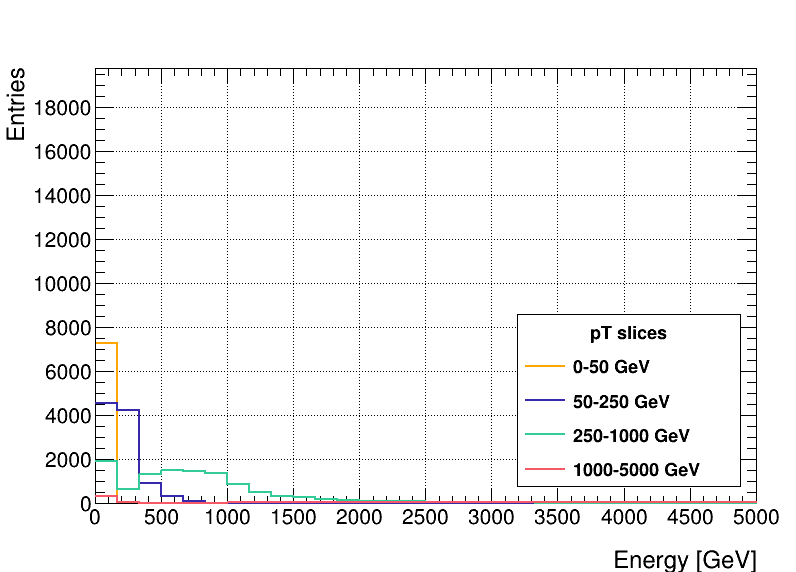 Entries
18000
16000
14000
12000
10000
8000
6000
4000
2000
0
pT slices
0-50 GeV
50-250 GeV
250-1000 GeV
1000-5000 GeV
0 500 1000 1500 2000 2500 3000 3500 4000 4500 5000
Energy [GeV]